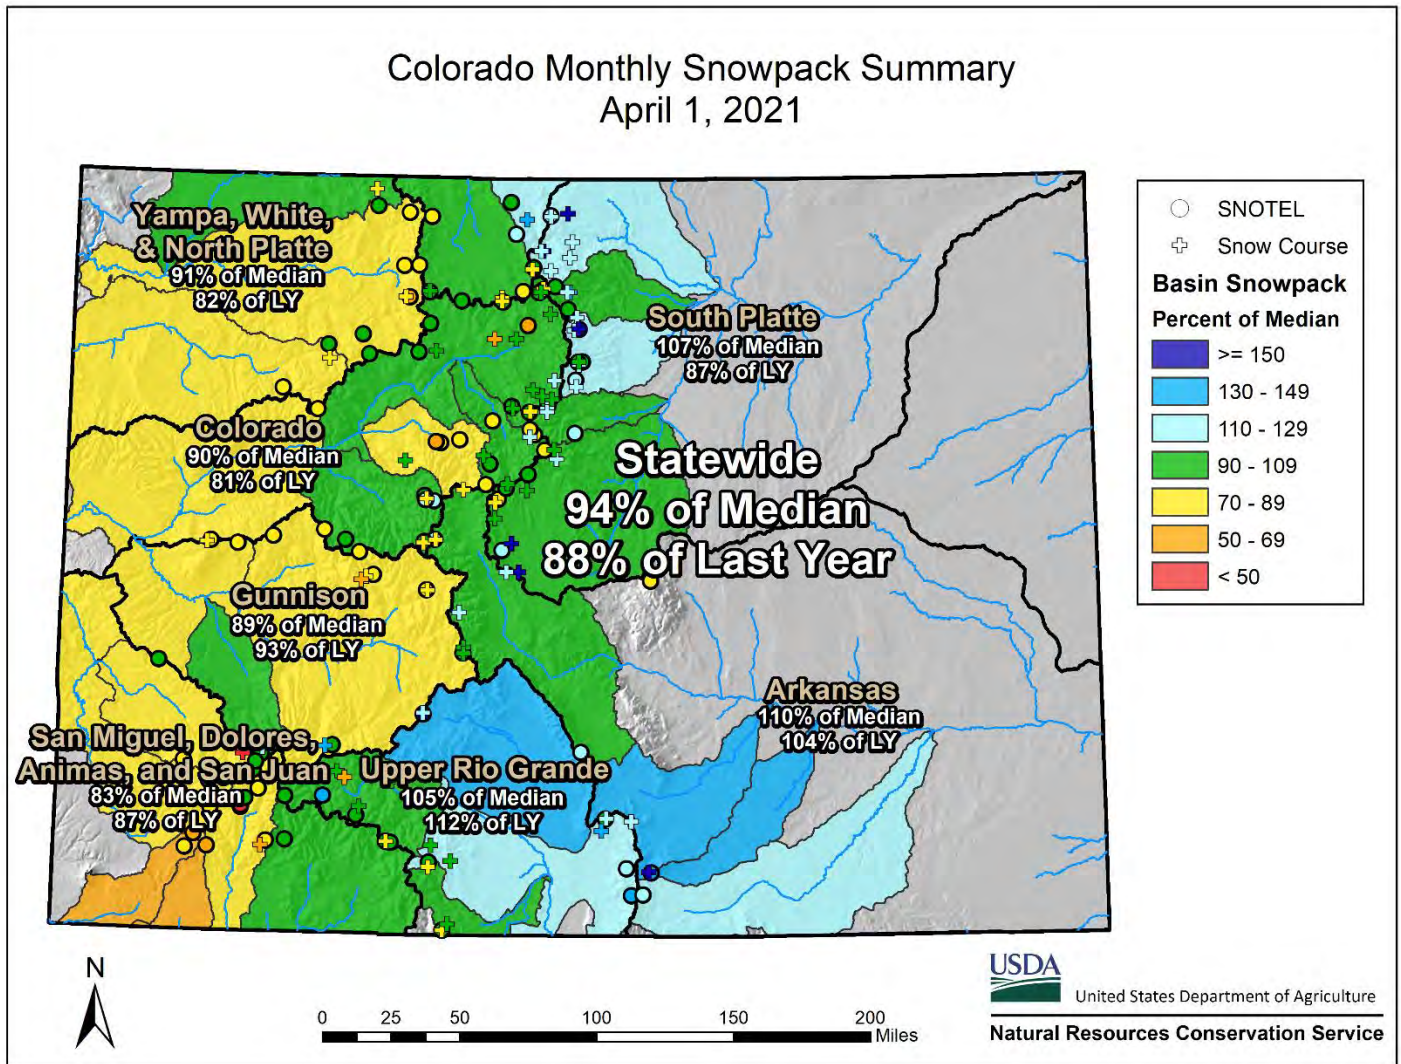 Colorado Monthly Snowpack Summary
April 1, 2021
Yampa, White,
& North Platte
91% of Median
82% of LY
South Platte
107% of Median
87% of LY
Colorado
90% of Median
81% of LY
Statewide
94% of Median
88% of Last Year
Gunnison
89% of Median
93% of LY
Arkansas
110% of Median
104% of LY
San Miguel, Dolores,
Animas, and San Juan
83% of Median
87% of LY
Upper Rio Grande
105% of Median
112% of LY
SNOTEL
Snow Course
Basin Snowpack
Percent of Median
>= 150
130 - 149
110 - 129
90 - 109
70 - 89
50 - 69
< 50
N
0 25 50 100 150 200
Miles
USDA
United States Department of Agriculture
Natural Resources Conservation Service